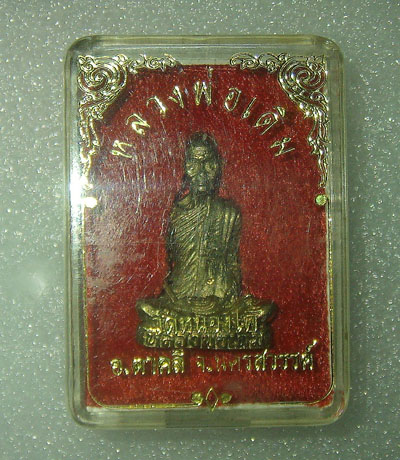 หลวงพ่อเดิม
วัดหนองโพ
อ.ตาคลี จ.นครสวรรค์